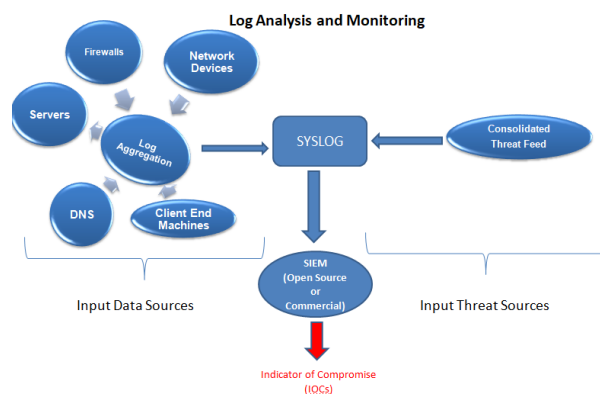 Log Analysis and Monitoring
Firewalls
Network
Devices
Servers
Log
Aggregation
SYSLOG
Consolidated
Threat Feed
DNS
Client End
Machines
SIEM
(Open Source
or
Commercial)
Input Data Sources
Input Threat Sources
Indicator of Compromise
(IOCs)